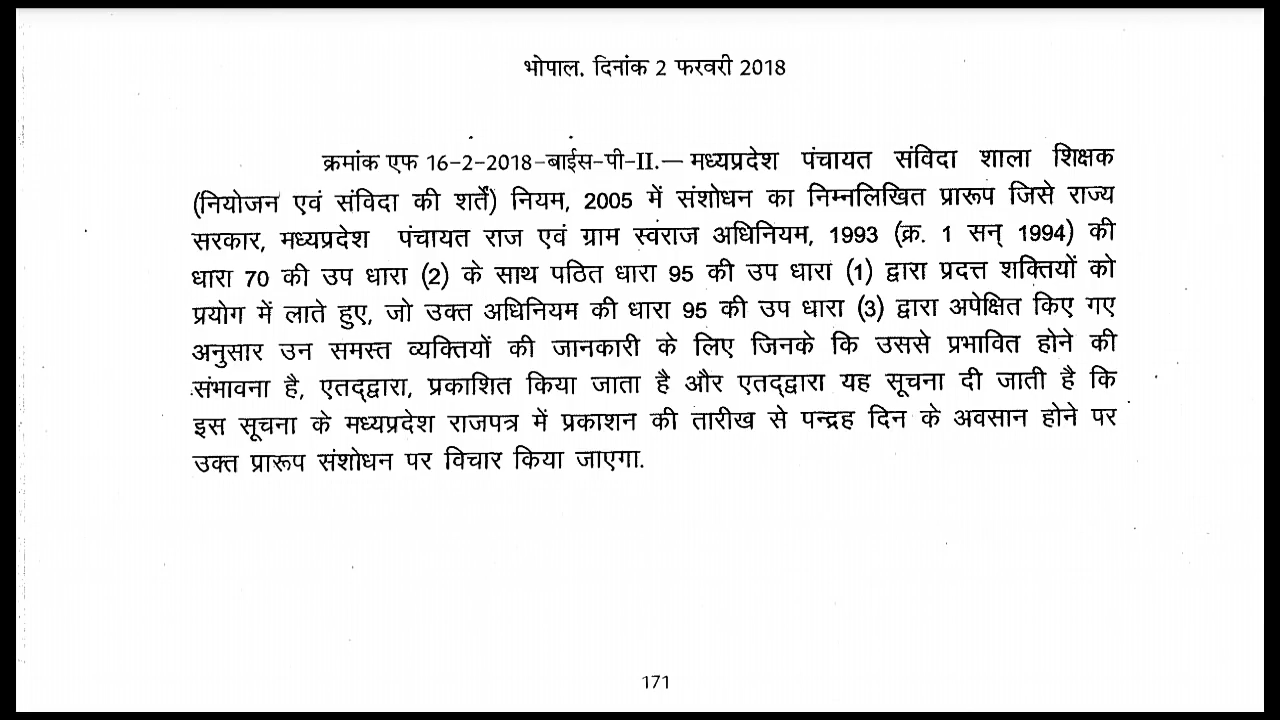 भोपाल, दिनांक 2 फरवरी 2018
क्रमांक एफ 16-2-2018-बाईस-पी-II.— मध्यप्रदेश पंचायत संविदा शाला शिक्षक
(नियोजन एवं संविदा की शर्तें) नियम, 2005 में संशोधन का निम्नलिखित प्रारूप जिसे राज्य
सरकार, मध्यप्रदेश पंचायत राज एवं ग्राम स्वराज अधिनियम, 1993 (क्र. 1 सन् 1994) की
धारा 70 की उप धारा (2) के साथ पठित धारा 95 की उप धारा (1) द्वारा प्रदत्त शक्तियों को
प्रयोग में लाते हुए, जो उक्त अधिनियम की धारा 95 की उप धारा (3) द्वारा अपेक्षित किए गए
अनुसार उन समस्त व्यक्तियों की जानकारी के लिए जिनके कि उससे प्रभावित होने की
संभावना है, एतद्द्वारा, प्रकाशित किया जाता है और एतद्द्वारा यह सूचना दी जाती है कि
इस सूचना के मध्यप्रदेश राजपत्र में प्रकाशन की तारीख से पन्द्रह दिन के अवसान होने पर
उक्त प्रारूप संशोधन पर विचार किया जाएगा.
171